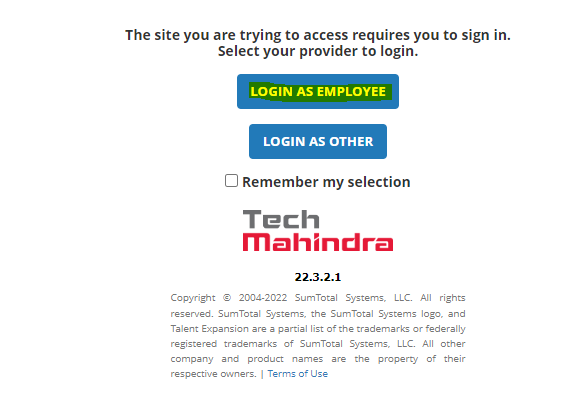 The site you are trying to access requires you to sign in.
Select your provider to login.
LOGIN AS EMPLOYEE
LOGIN AS OTHER
Remember my selection
Tech
Mahindra
22.3.2.1
Copyright © 2004-2022 SumTotal Systems, LLC. All rights
reserved. SumTotal Systems, the SumTotal Systems logo, and
Talent Expansion are a partial list of the trademarks or federally
registered trademarks of SumTotal Systems, LLC. All other
company and product names are the property of their
respective owners. | Terms of Use